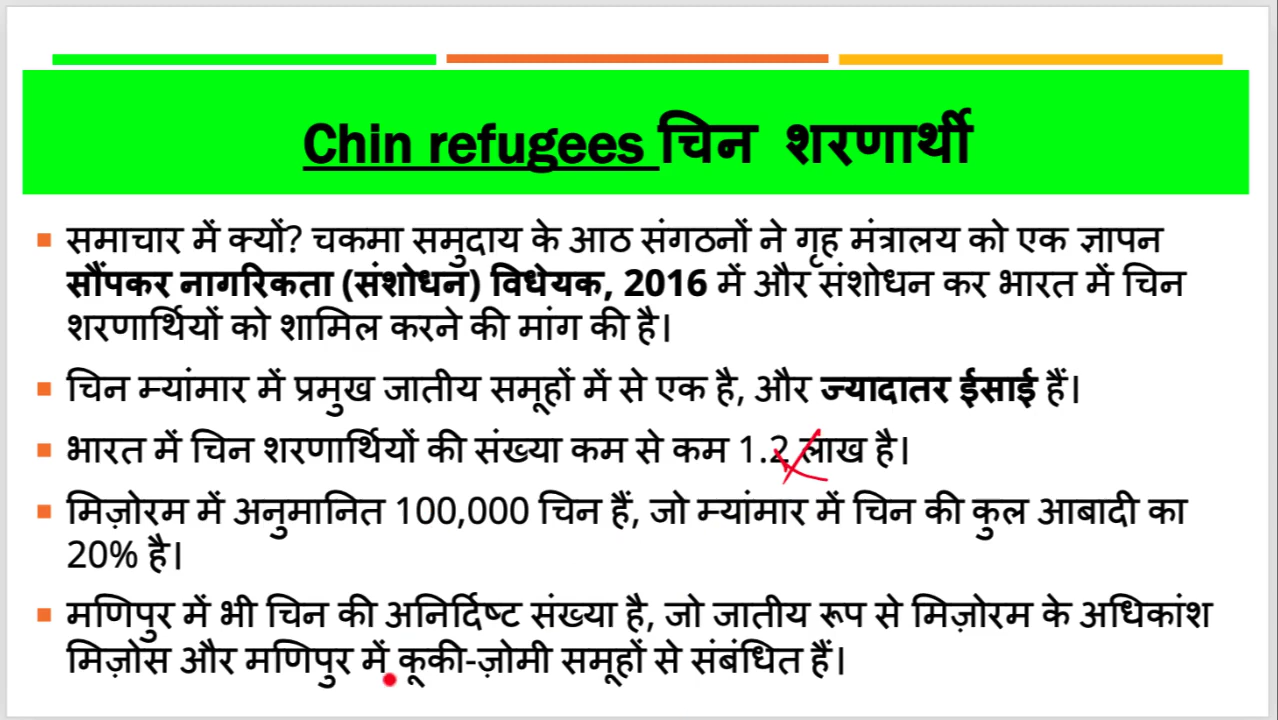 Chin refugees चिन शरणार्थी
समाचार में क्यों? चकमा समुदाय के आठ संगठनों ने गृह मंत्रालय को एक ज्ञापन
सौंपकर नागरिकता (संशोधन) विधेयक, 2016 में और संशोधन कर भारत में चिन
शरणार्थियों को शामिल करने की मांग की है।
चिन म्यांमार में प्रमुख जातीय समूहों में से एक है, और ज्यादातर ईसाई हैं।
भारत में चिन शरणार्थियों की संख्या कम से कम 1.2 लाख है।
मिज़ोरम में अनुमानित 100,000 चिन हैं, जो म्यांमार में चिन की कुल आबादी का
20% है।
मणिपुर में भी चिन की अनिर्दिष्ट संख्या है, जो जातीय रूप से मिज़ोरम के अधिकांश
मिज़ोस और मणिपुर में कूकी-ज़ोमी समूहों से संबंधित हैं।